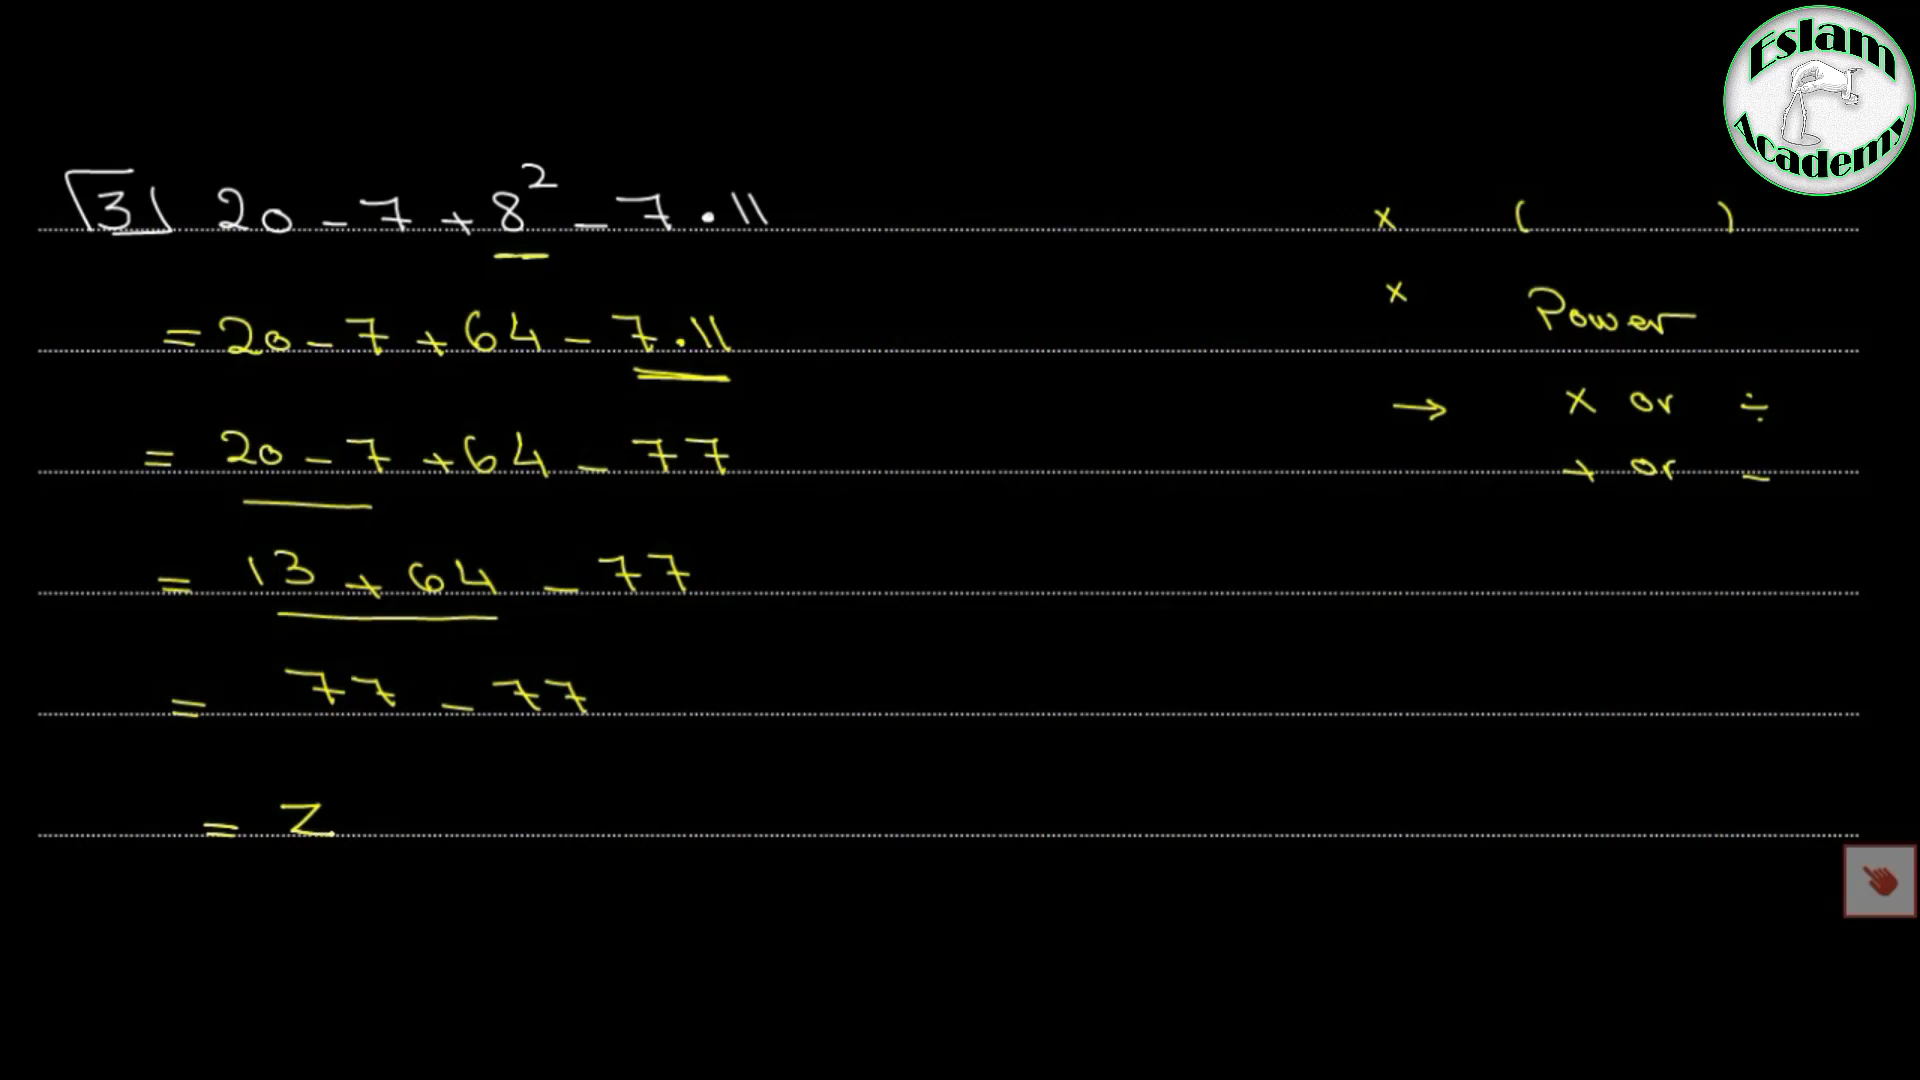 Eslam
Academy
3 20 - 7 + 8² - 7 · 11
× ( )
= 20 - 7 + 64 - 7 · 11
× Power
→ × or ÷
= 20 - 7 + 64 - 77
+ or -
= 13 + 64 - 77
= 77 - 77
= Z